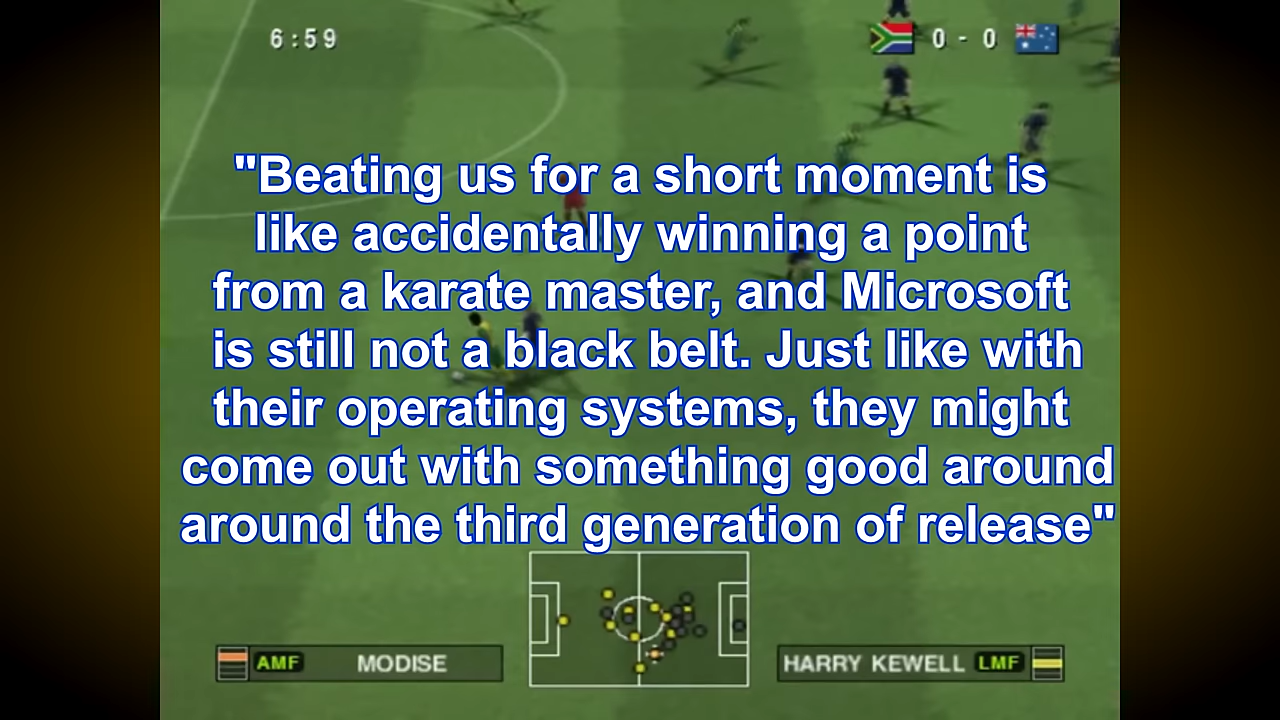 6:59
0 - 0
"Beating us for a short moment is
like accidentally winning a point
from a karate master, and Microsoft
is still not a black belt. Just like with
their operating systems, they might
come out with something good around
around the third generation of release"
AMF MODISE
HARRY KEWELL LMF